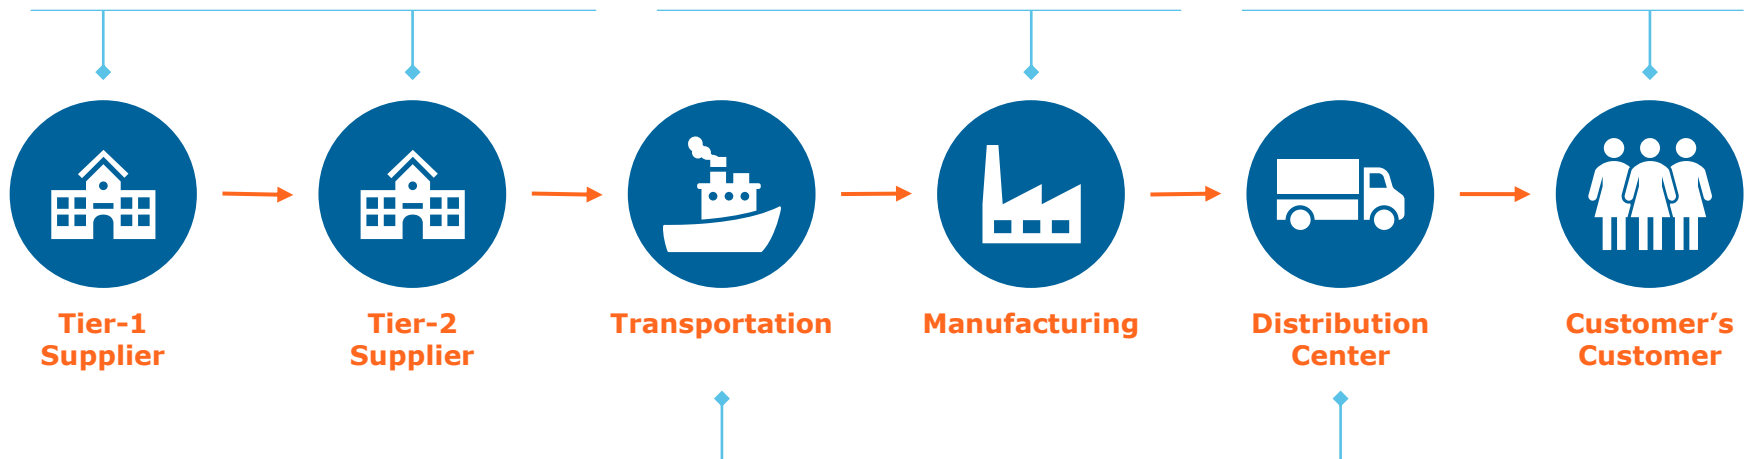 Tier-1
Supplier
Tier-2
Supplier
Transportation
Manufacturing
Distribution
Center
Customer’s
Customer